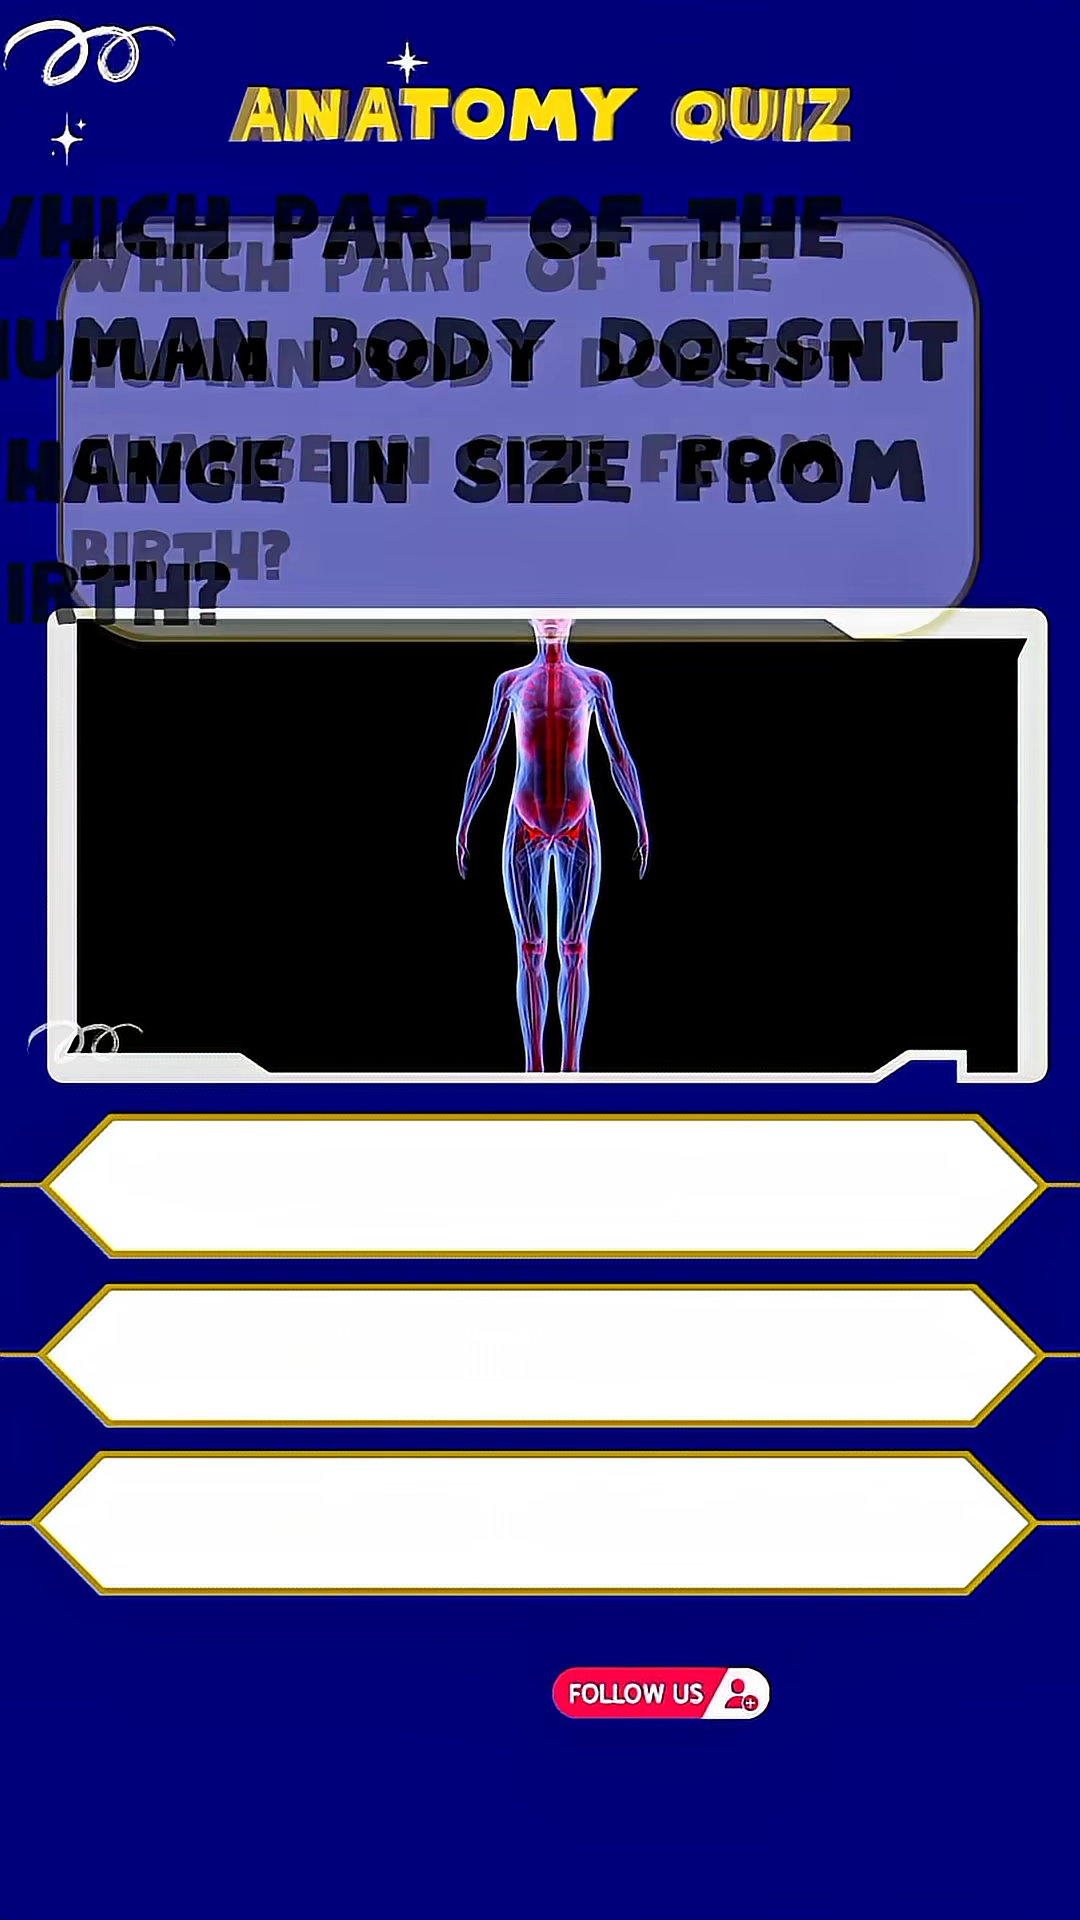 ANATOMY QUIZ
WHICH PART OF THE
HUMAN BODY DOESN'T
CHANGE IN SIZE FROM
BIRTH?
FOLLOW US